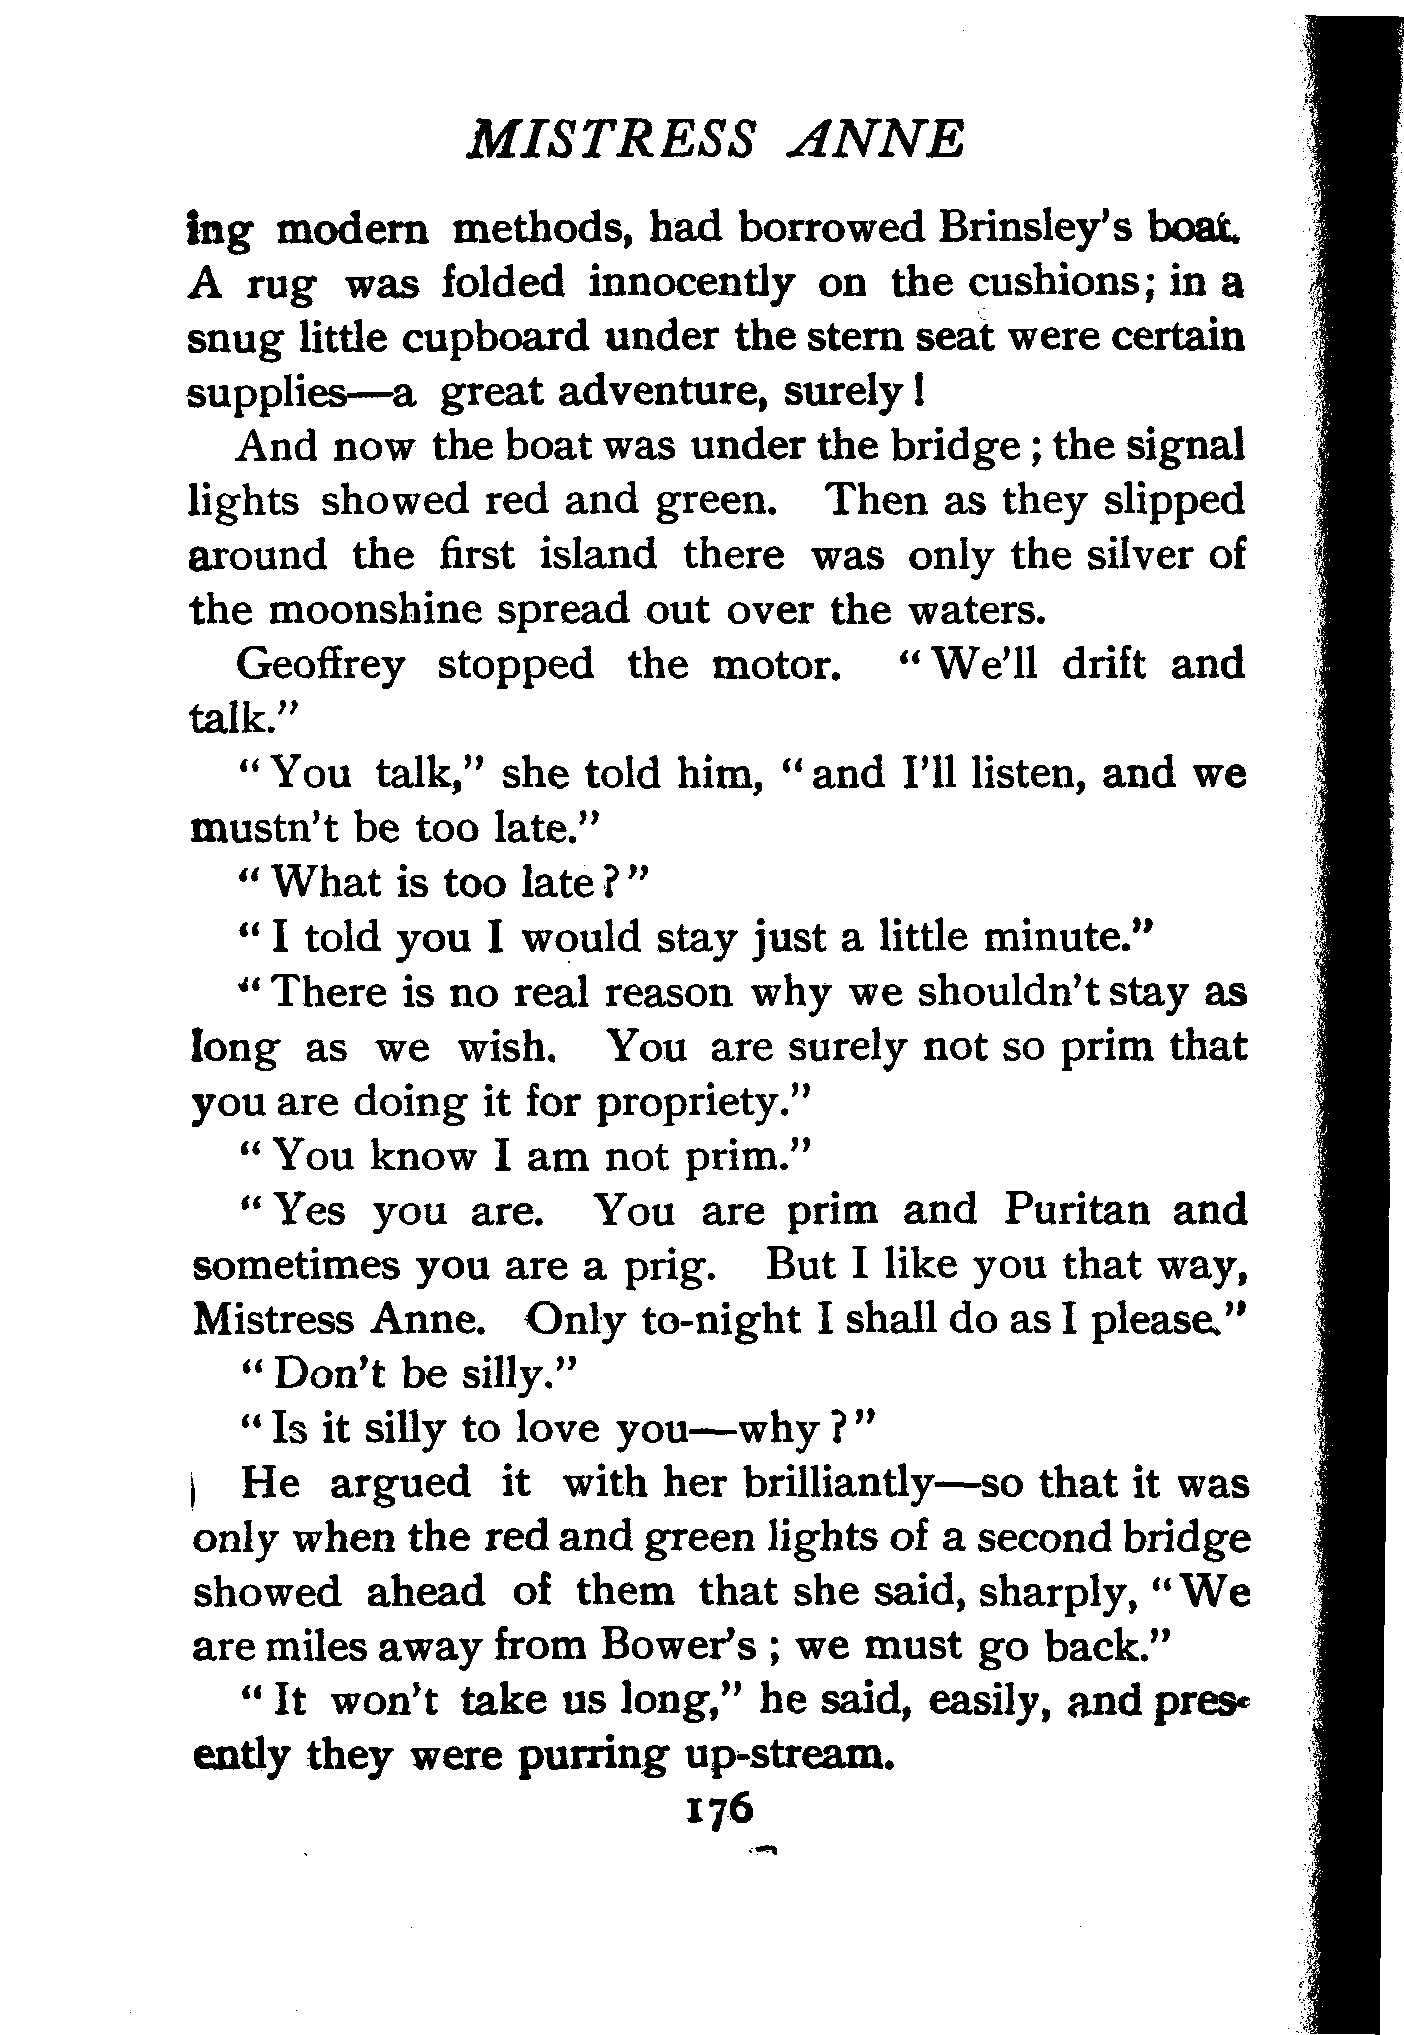 MISTRESS ANNE
ing modern methods, had borrowed Brinsley's boat.
A rug was folded innocently on the cushions; in a
snug little cupboard under the stern seat were certain
supplies—a great adventure, surely!
And now the boat was under the bridge; the signal
lights showed red and green. Then as they slipped
around the first island there was only the silver of
the moonshine spread out over the waters.
Geoffrey stopped the motor. "We'll drift and
talk."
"You talk," she told him, "and I'll listen, and we
mustn't be too late."
"What is too late?"
"I told you I would stay just a little minute."
"There is no real reason why we shouldn't stay as
long as we wish. You are surely not so prim that
you are doing it for propriety."
"You know I am not prim."
"Yes you are. You are prim and Puritan and
sometimes you are a prig. But I like you that way,
Mistress Anne. Only to-night I shall do as I please."
"Don't be silly."
"Is it silly to love you—why?"
He argued it with her brilliantly—so that it was
only when the red and green lights of a second bridge
showed ahead of them that she said, sharply, "We
are miles away from Bower's; we must go back."
"It won't take us long," he said, easily, and pres-
ently they were purring up-stream.
176